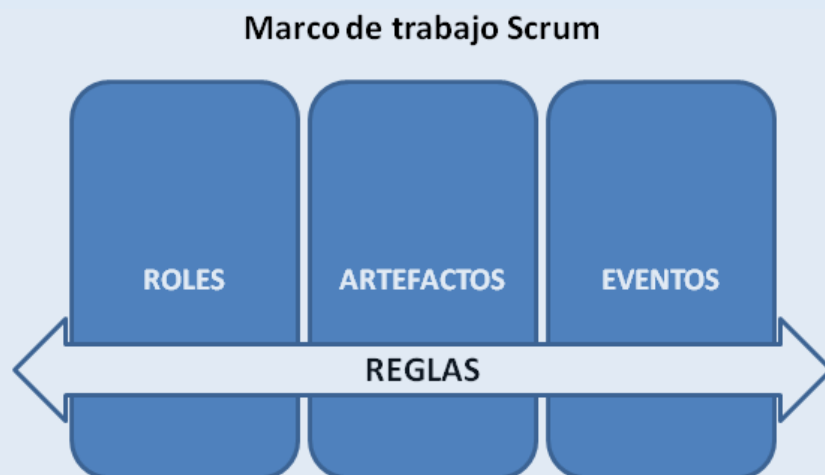 Marco de trabajo Scrum
ROLES
ARTEFACTOS
EVENTOS
REGLAS